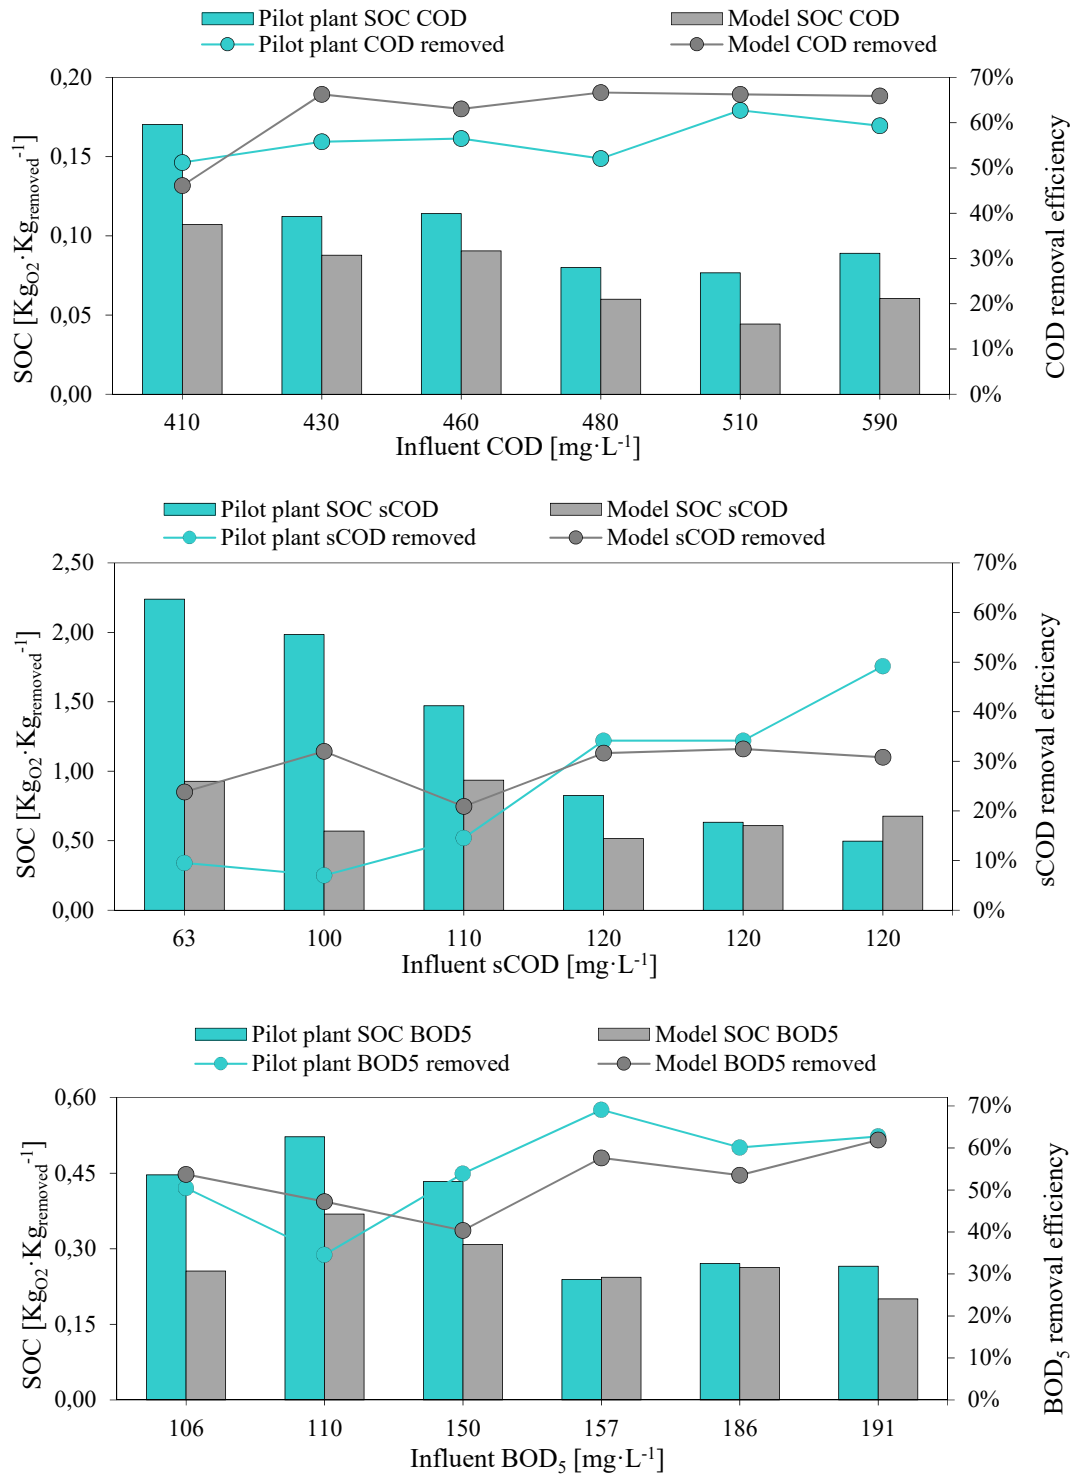 Pilot plant SOC COD Model SOC COD
Pilot plant COD removed Model COD removed
0,20 70%
60%
0,15 50%
40%
0,10 30%
20%
0,05 10%
0,00 0%
SOC [Kg_O2·Kg_removed^-1]
COD removal efficiency
410 430 460 480 510 590
Influent COD [mg·L^-1]
Pilot plant SOC sCOD Model SOC sCOD
Pilot plant sCOD removed Model sCOD removed
2,50 70%
60%
2,00 50%
1,50 40%
30%
1,00 20%
0,50 10%
0,00 0%
SOC [Kg_O2·Kg_removed^-1]
sCOD removal efficiency
63 100 110 120 120 120
Influent sCOD [mg·L^-1]
Pilot plant SOC BOD5 Model SOC BOD5
Pilot plant BOD5 removed Model BOD5 removed
0,60 70%
60%
0,45 50%
40%
0,30 30%
20%
0,15 10%
0,00 0%
SOC [Kg_O2·Kg_removed^-1]
BOD₅ removal efficiency
106 110 150 157 186 191
Influent BOD₅ [mg·L^-1]